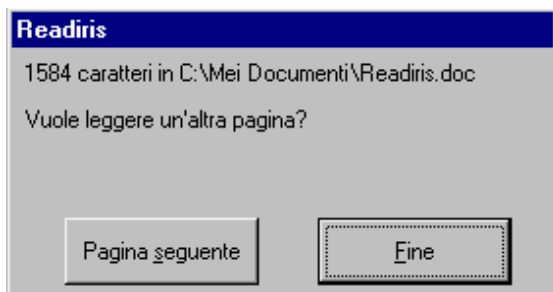 Readiris
1584 caratteri in C:\Mei Documenti\Readiris.doc
Vuole leggere un'altra pagina?
Pagina seguente
Fine